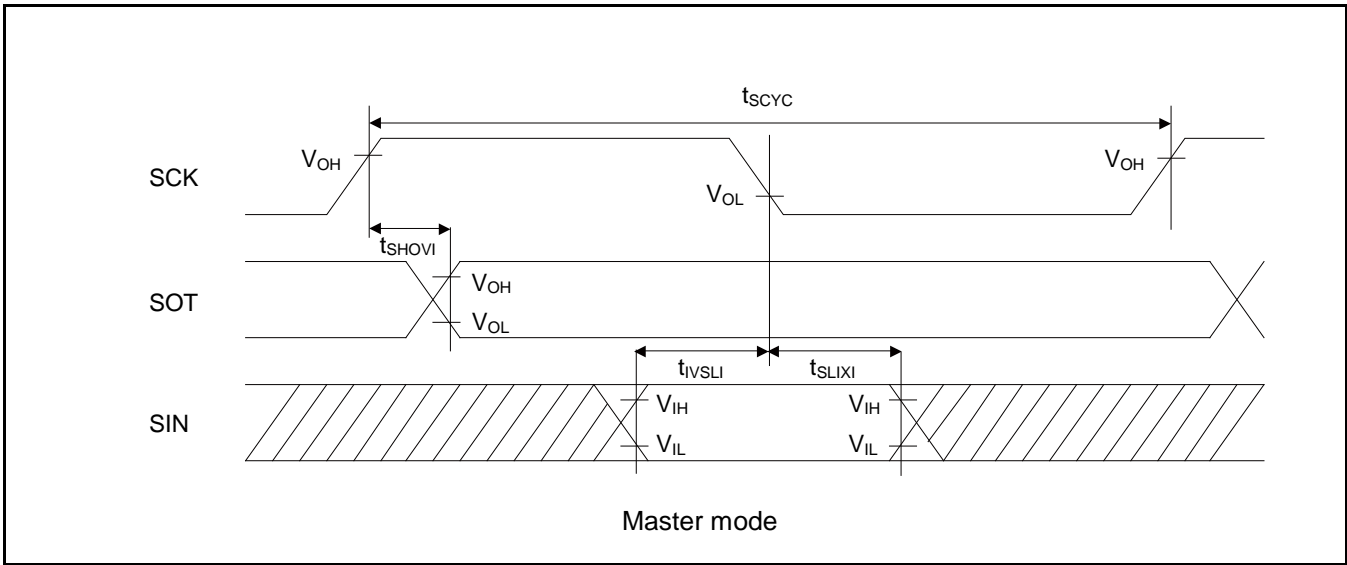 tSCYC
VOH
VOH
SCK
VOL
tSHOVI
VOH
SOT
VOL
tIVSLI
tSLIXI
VIH
VIH
SIN
VIL
VIL
Master mode